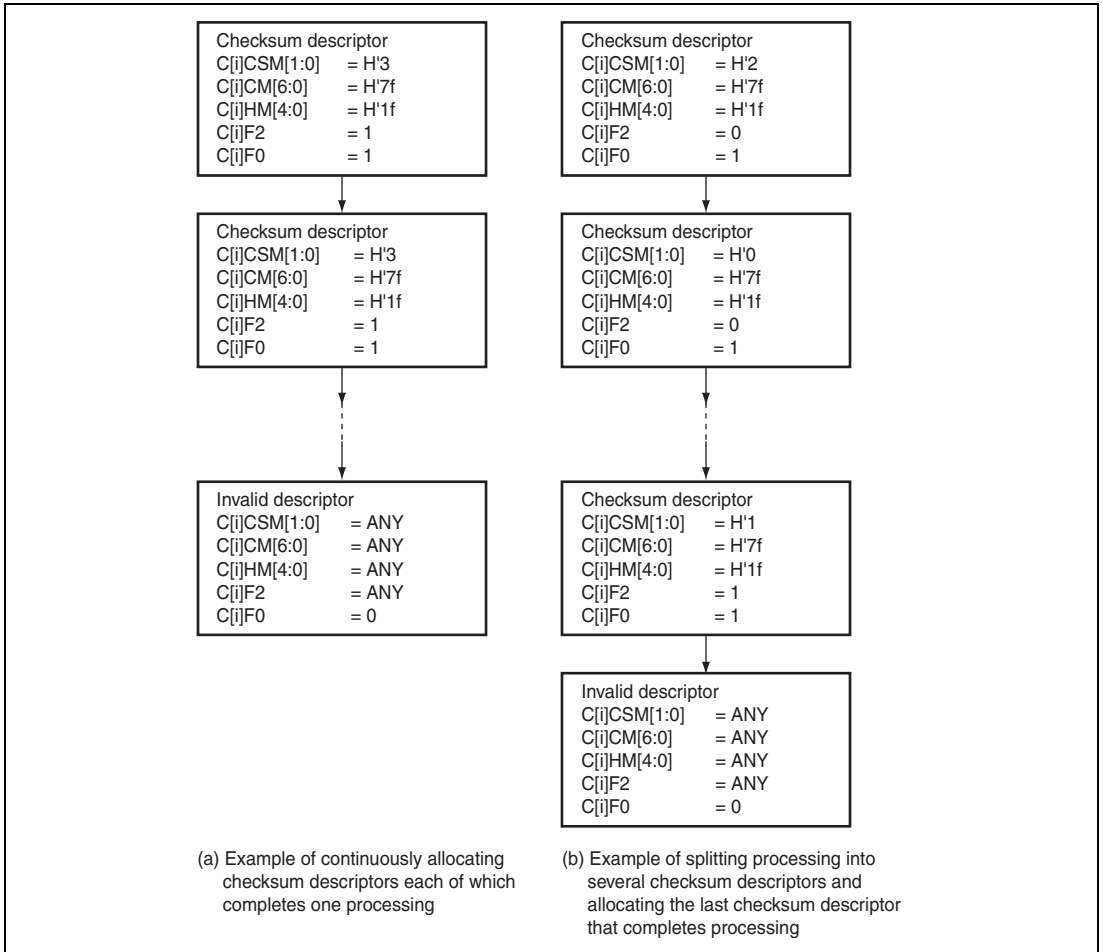 Checksum descriptor
C[i]CSM[1:0] = H'3
C[i]CM[6:0] = H'7f
C[i]HM[4:0] = H'1f
C[i]F2 = 1
C[i]F0 = 1
Checksum descriptor
C[i]CSM[1:0] = H'3
C[i]CM[6:0] = H'7f
C[i]HM[4:0] = H'1f
C[i]F2 = 1
C[i]F0 = 1
Invalid descriptor
C[i]CSM[1:0] = ANY
C[i]CM[6:0] = ANY
C[i]HM[4:0] = ANY
C[i]F2 = ANY
C[i]F0 = 0
(a) Example of continuously allocating
checksum descriptors each of which
completes one processing
Checksum descriptor
C[i]CSM[1:0] = H'2
C[i]CM[6:0] = H'7f
C[i]HM[4:0] = H'1f
C[i]F2 = 0
C[i]F0 = 1
Checksum descriptor
C[i]CSM[1:0] = H'0
C[i]CM[6:0] = H'7f
C[i]HM[4:0] = H'1f
C[i]F2 = 0
C[i]F0 = 1
Checksum descriptor
C[i]CSM[1:0] = H'1
C[i]CM[6:0] = H'7f
C[i]HM[4:0] = H'1f
C[i]F2 = 1
C[i]F0 = 1
Invalid descriptor
C[i]CSM[1:0] = ANY
C[i]CM[6:0] = ANY
C[i]HM[4:0] = ANY
C[i]F2 = ANY
C[i]F0 = 0
(b) Example of splitting processing into
several checksum descriptors and
allocating the last checksum descriptor
that completes processing